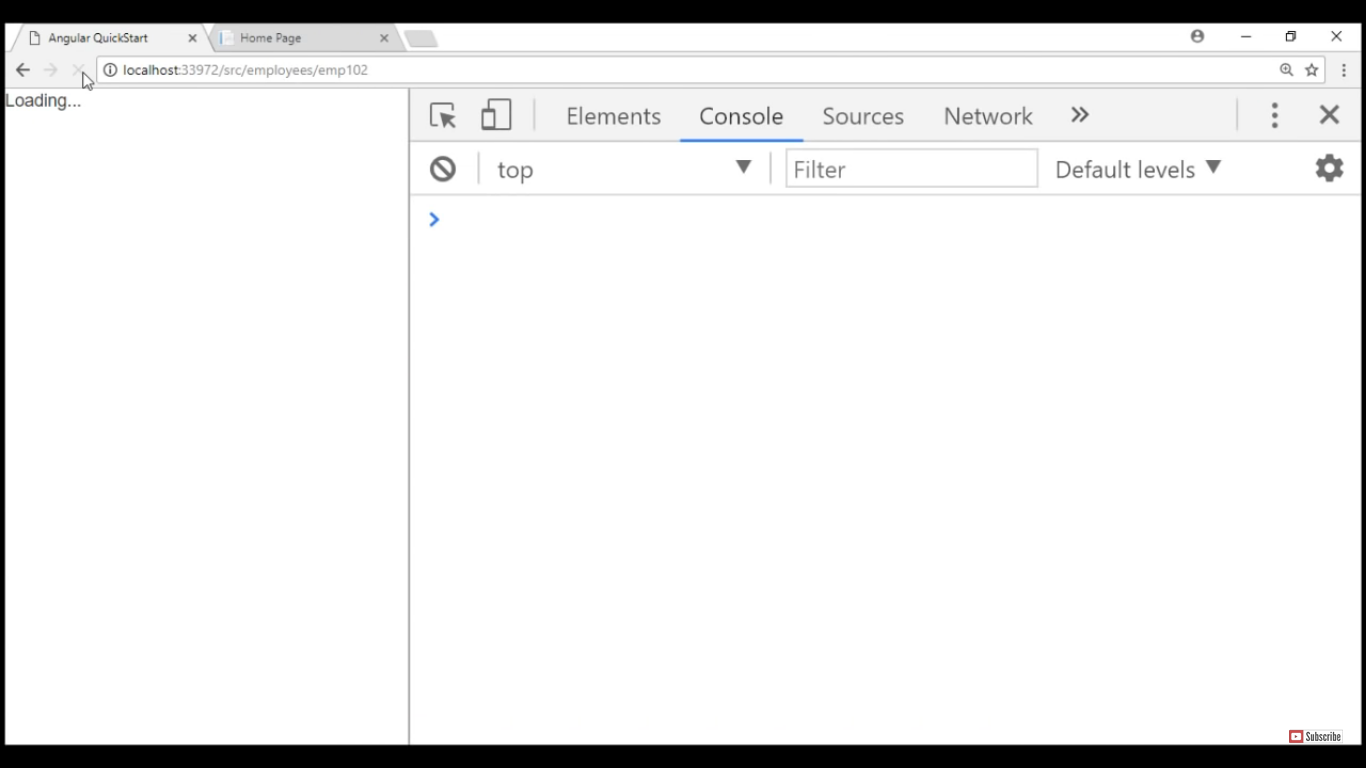 Angular QuickStart
Home Page
localhost:33972/src/employees/emp102
Loading...
Elements Console Sources Network
top Filter Default levels
Subscribe